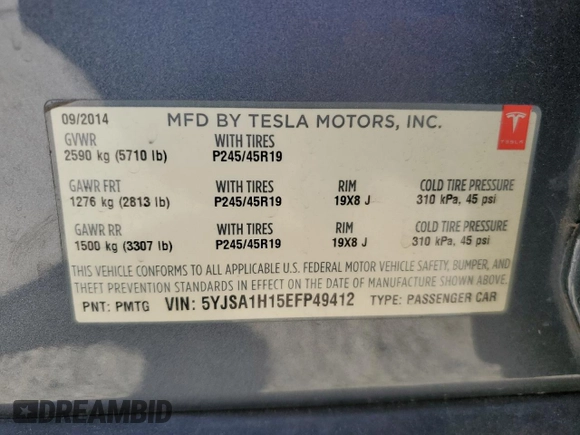 09/2014 MFD BY TESLA MOTORS, INC.
GVWR WITH TIRES
2590 kg (5710 lb) P245/45R19
GAWR FRT WITH TIRES RIM COLD TIRE PRESSURE
1276 kg (2813 lb) P245/45R19 19X8 J 310 kPa, 45 psi
GAWR RR WITH TIRES RIM COLD TIRE PRESSURE
1500 kg (3307 lb) P245/45R19 19X8 J 310 kPa, 45 psi
THIS VEHICLE CONFORMS TO ALL APPLICABLE U.S. FEDERAL MOTOR VEHICLE SAFETY, BUMPER, AND
THEFT PREVENTION STANDARDS IN EFFECT ON THE DATE OF MANUFACTURE SHOWN ABOVE.
PNT: PMTG VIN: 5YJSA1H15EFP49412 TYPE: PASSENGER CAR
TESLA
DREAMBID